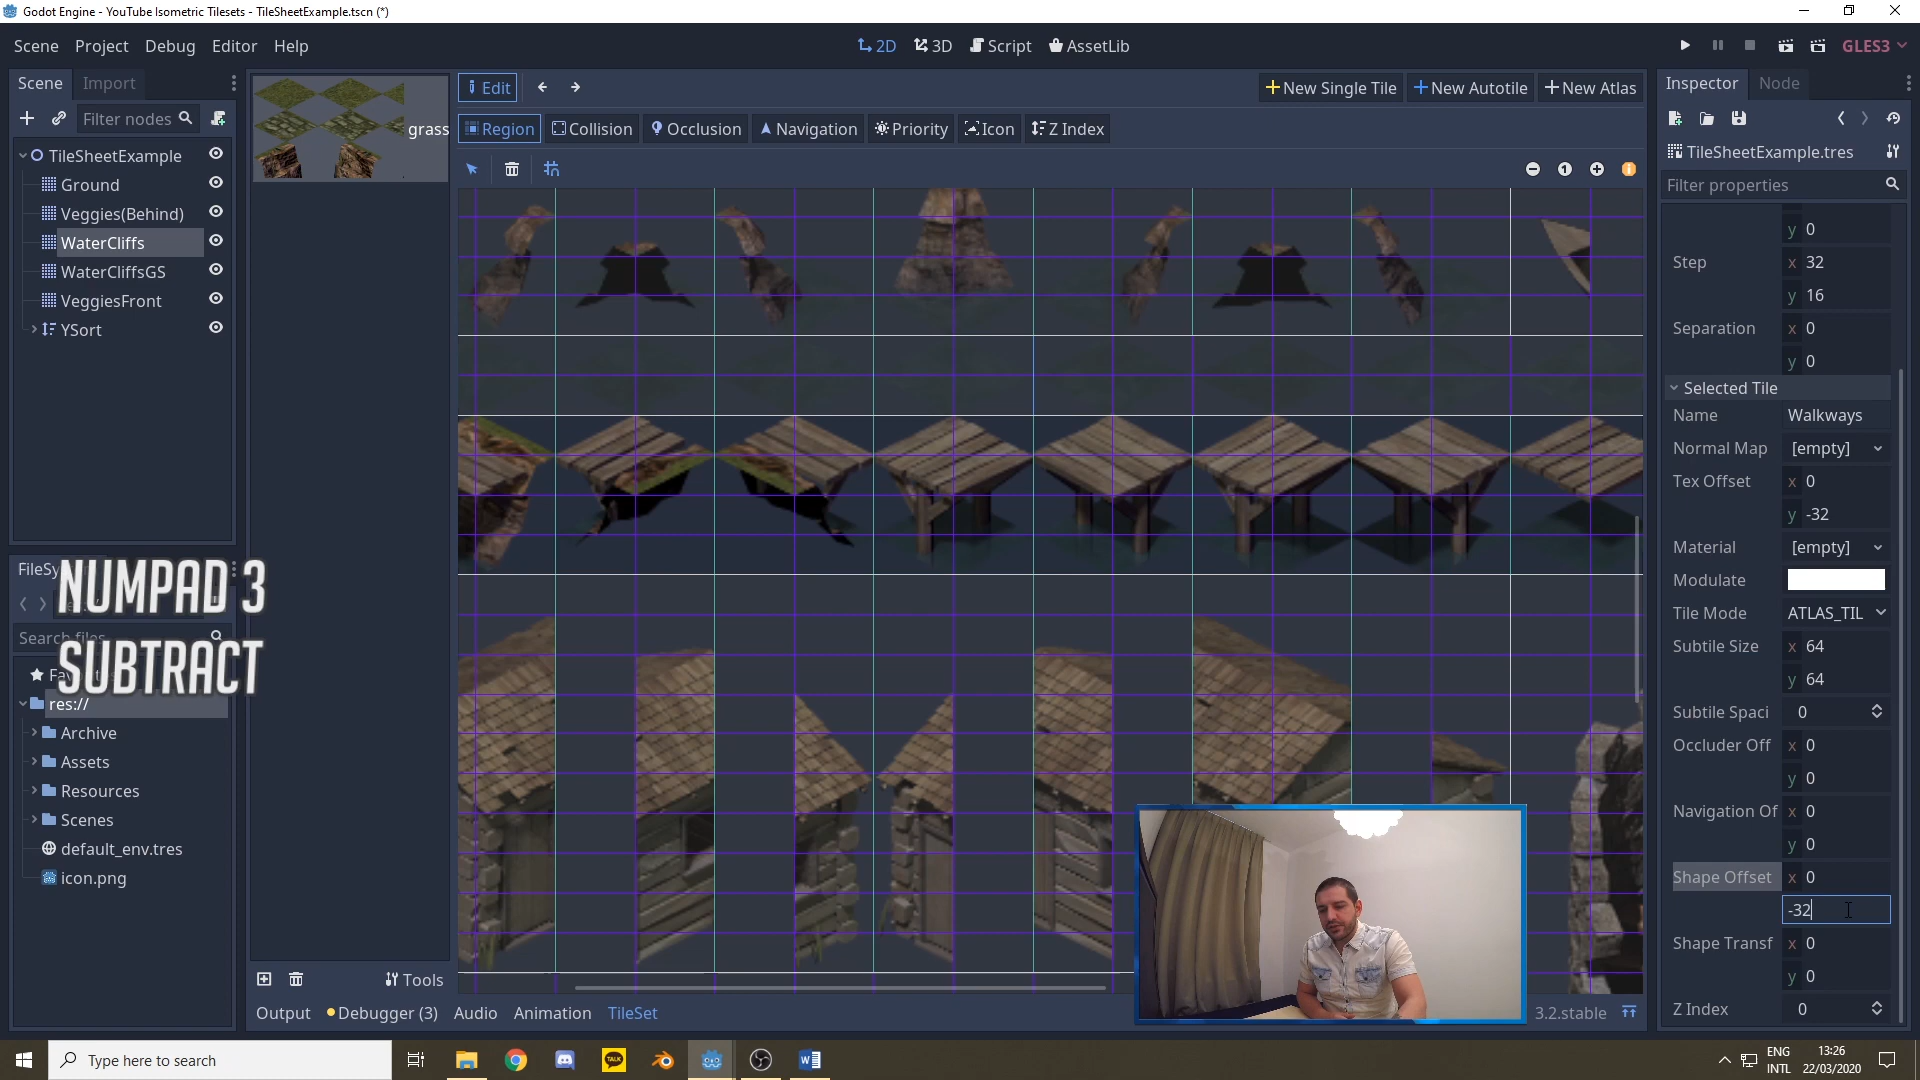 Godot Engine - YouTube Isometric Tilesets - TileSheetExample.tscn (*)
Scene Project Debug Editor Help
2D 3D Script AssetLib
GLES3
Scene Import
Filter nodes
TileSheetExample
Ground
Veggies(Behind)
WaterCliffs
WaterCliffsGS
VeggiesFront
YSort
FileSy
NUMPAD 3
SUBTRACT
Search files
res://
Archive
Assets
Resources
Scenes
default_env.tres
icon.png
grass
Edit
New Single Tile New Autotile New Atlas
Region Collision Occlusion Navigation Priority Icon Z Index
Tools
Output Debugger (3) Audio Animation TileSet
3.2.stable
Inspector Node
TileSheetExample.tres
Filter properties
y 0
Step x 32
y 16
Separation x 0
y 0
Selected Tile
Name Walkways
Normal Map [empty]
Tex Offset x 0
y -32
Material [empty]
Modulate
Tile Mode ATLAS_TIL
Subtile Size x 64
y 64
Subtile Spaci 0
Occluder Off x 0
y 0
Navigation Of x 0
y 0
Shape Offset x 0
-32
Shape Transf x 0
y 0
Z Index 0
Type here to search
TALK
ENG
INTL
13:26
22/03/2020